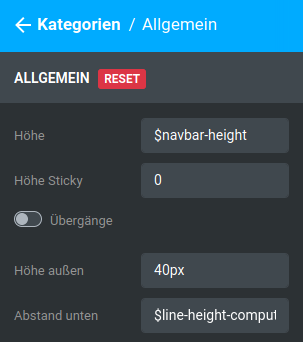 ← Kategorien / Allgemein
ALLGEMEIN RESET
Höhe $navbar-height
Höhe Sticky 0
Übergänge
Höhe außen 40px
Abstand unten $line-height-comput